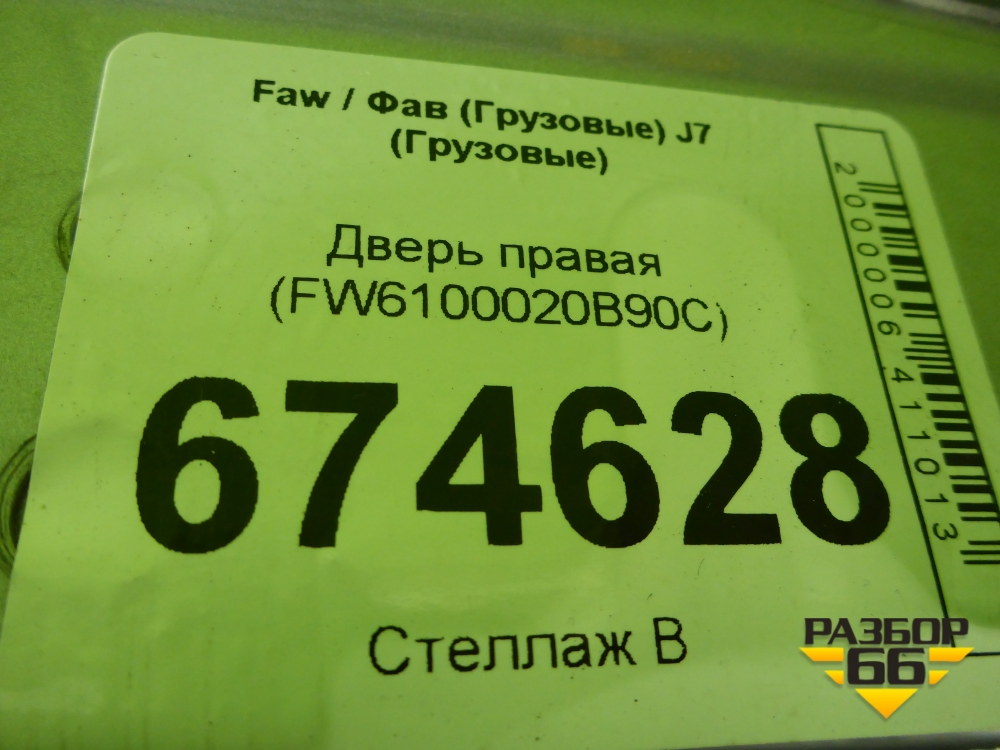 Faw / Фав (Грузовые) J7
(Грузовые)
Дверь правая
(FW6100020B90C)
674628
Стеллаж В
2000006411013
РАЗБОР
66